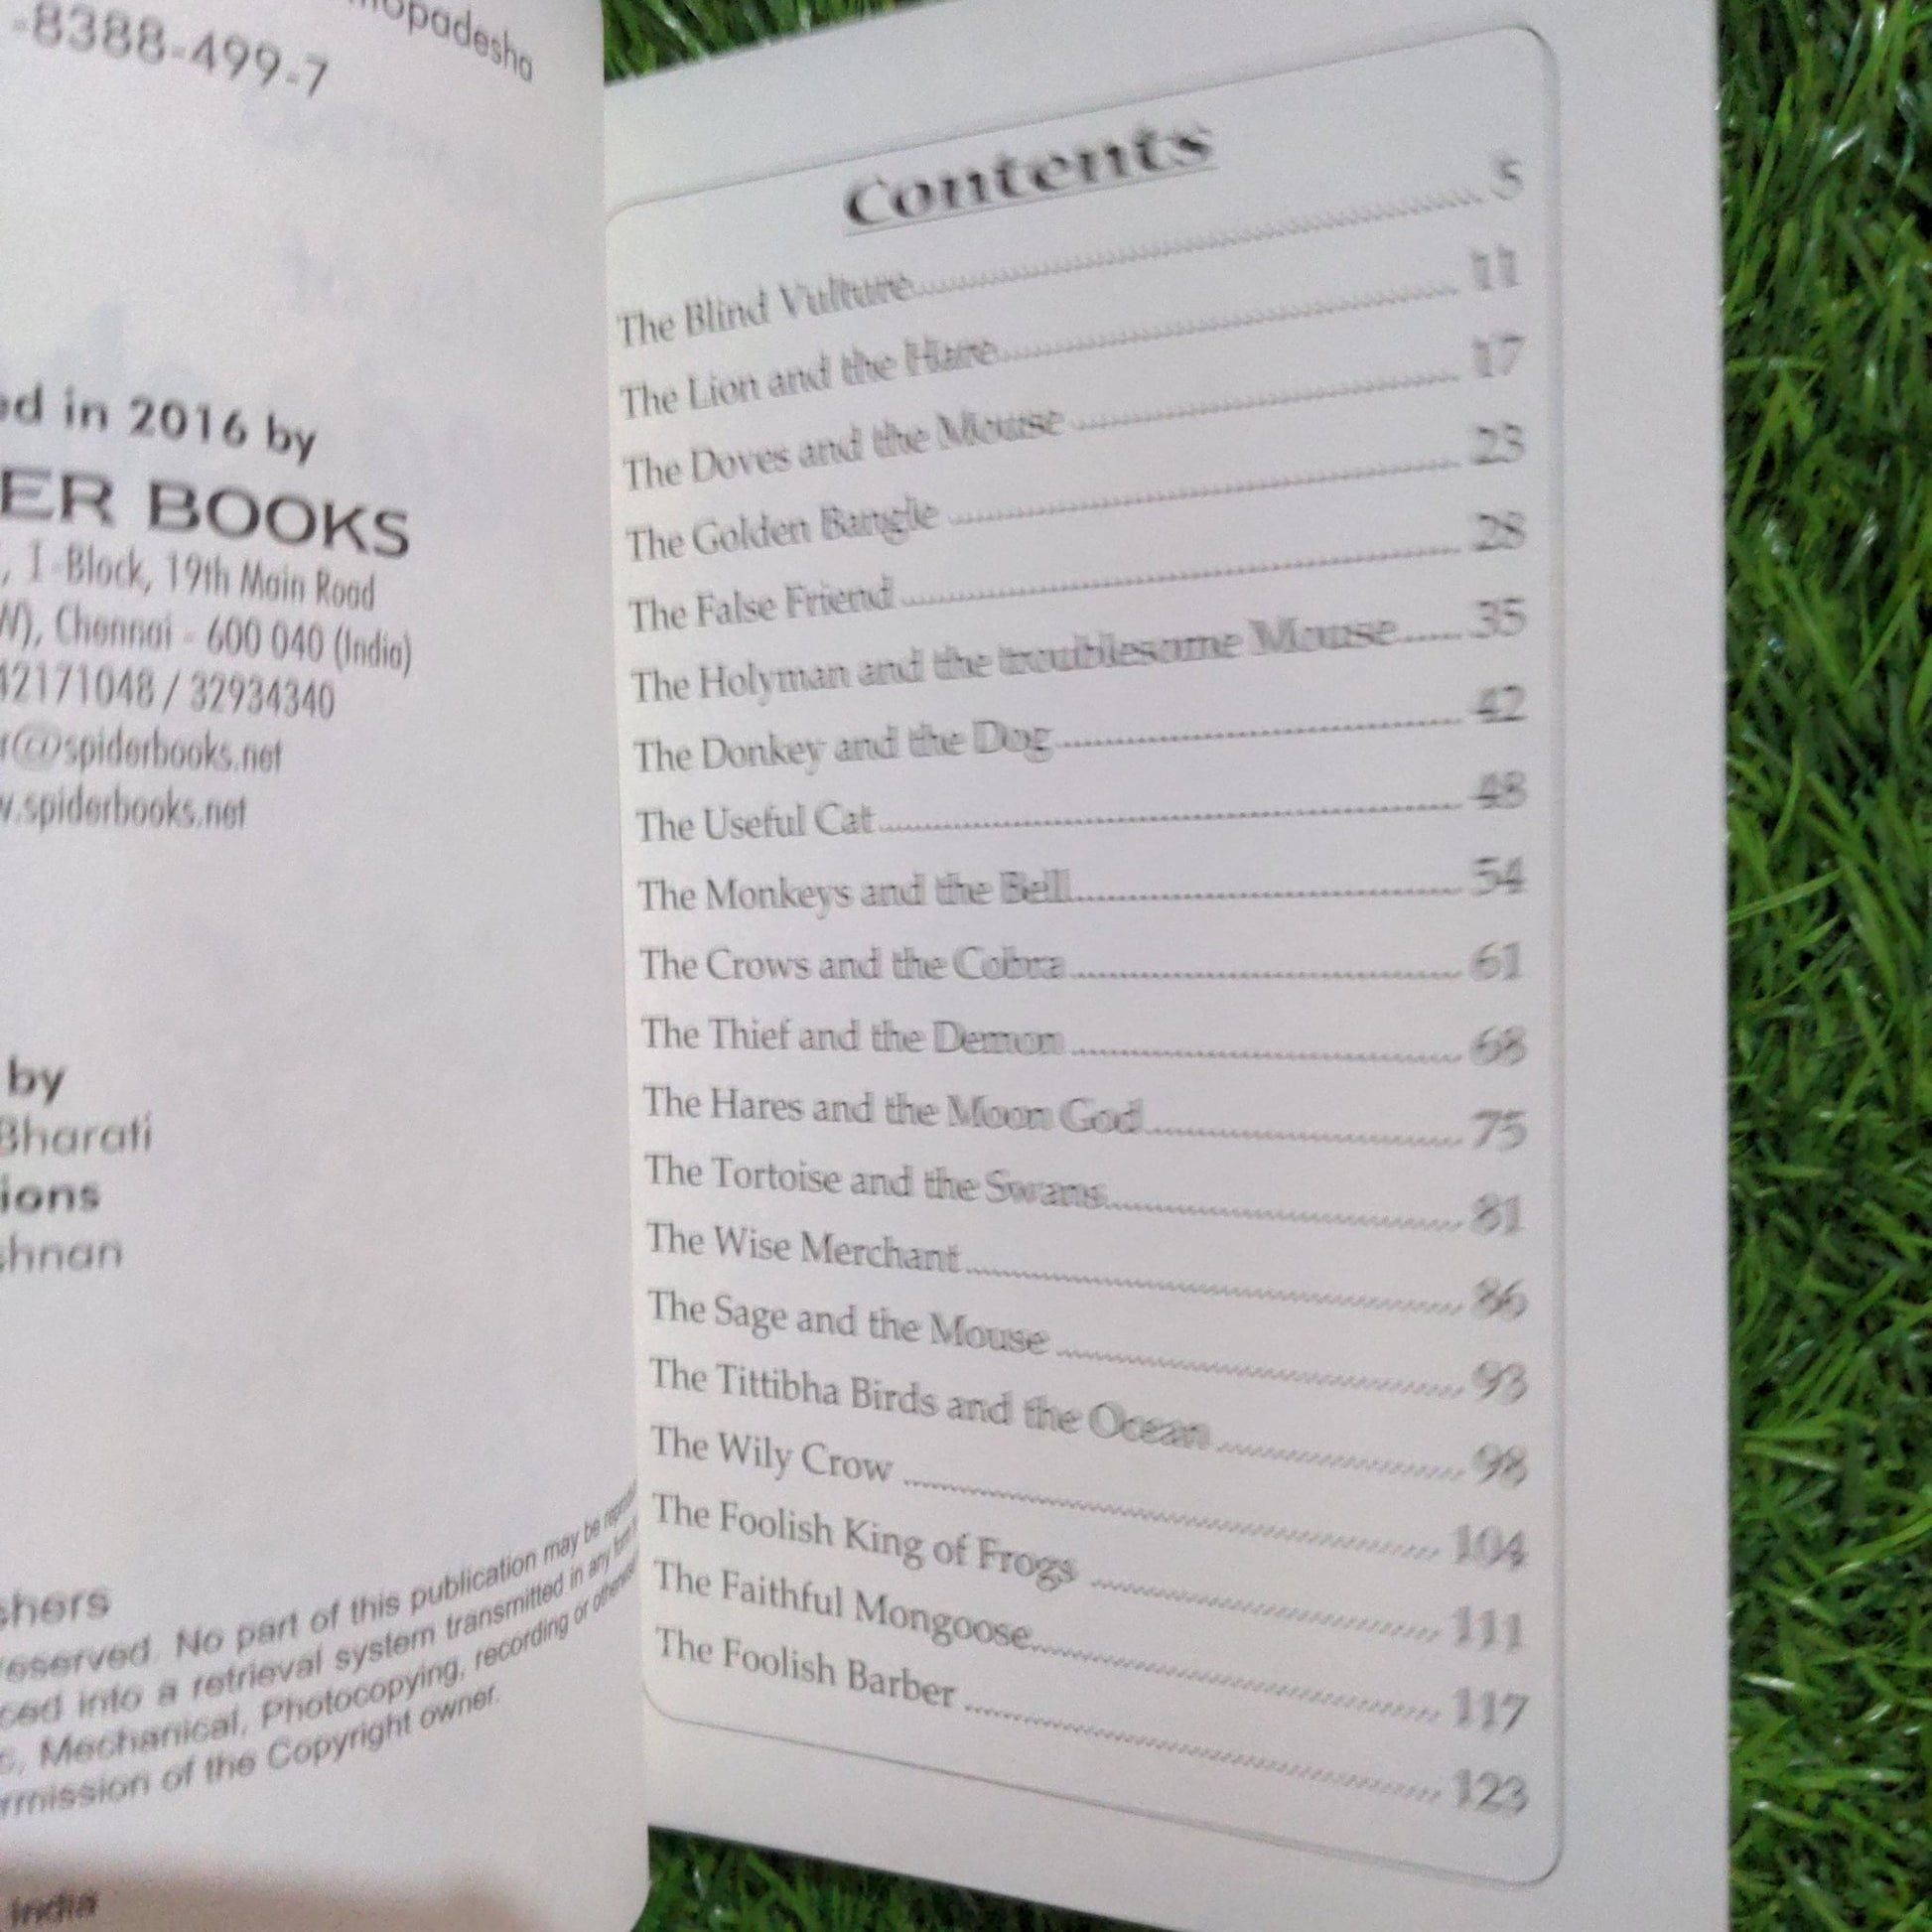 -8388-499-7
ed in 2016 by
ER BOOKS
, I-Block, 19th Main Road
W), Chennai - 600 040 (India)
42171048 / 32934340
r@spiderbooks.net
w.spiderbooks.net
by
Bharati
ions
shnan
shers
reserved. No part of this publication may be
ced into a retrieval system transmitted in any form
c, Mechanical, Photocopying, recording or
rmission of the Copyright owner.
India
Contents
The Blind Vulture 5
The Lion and the Hare 11
The Doves and the Mouse 17
The Golden Bangle 23
The False Friend 28
The Holyman and the troublesome Mouse 35
The Donkey and the Dog 42
The Useful Cat 48
The Monkeys and the Bell 54
The Crows and the Cobra 61
The Thief and the Demon 68
The Hares and the Moon God 75
The Tortoise and the Swans 81
The Wise Merchant 86
The Sage and the Mouse 93
The Tittibha Birds and the Ocean 98
The Wily Crow 104
The Foolish King of Frogs 111
The Faithful Mongoose 117
The Foolish Barber 123